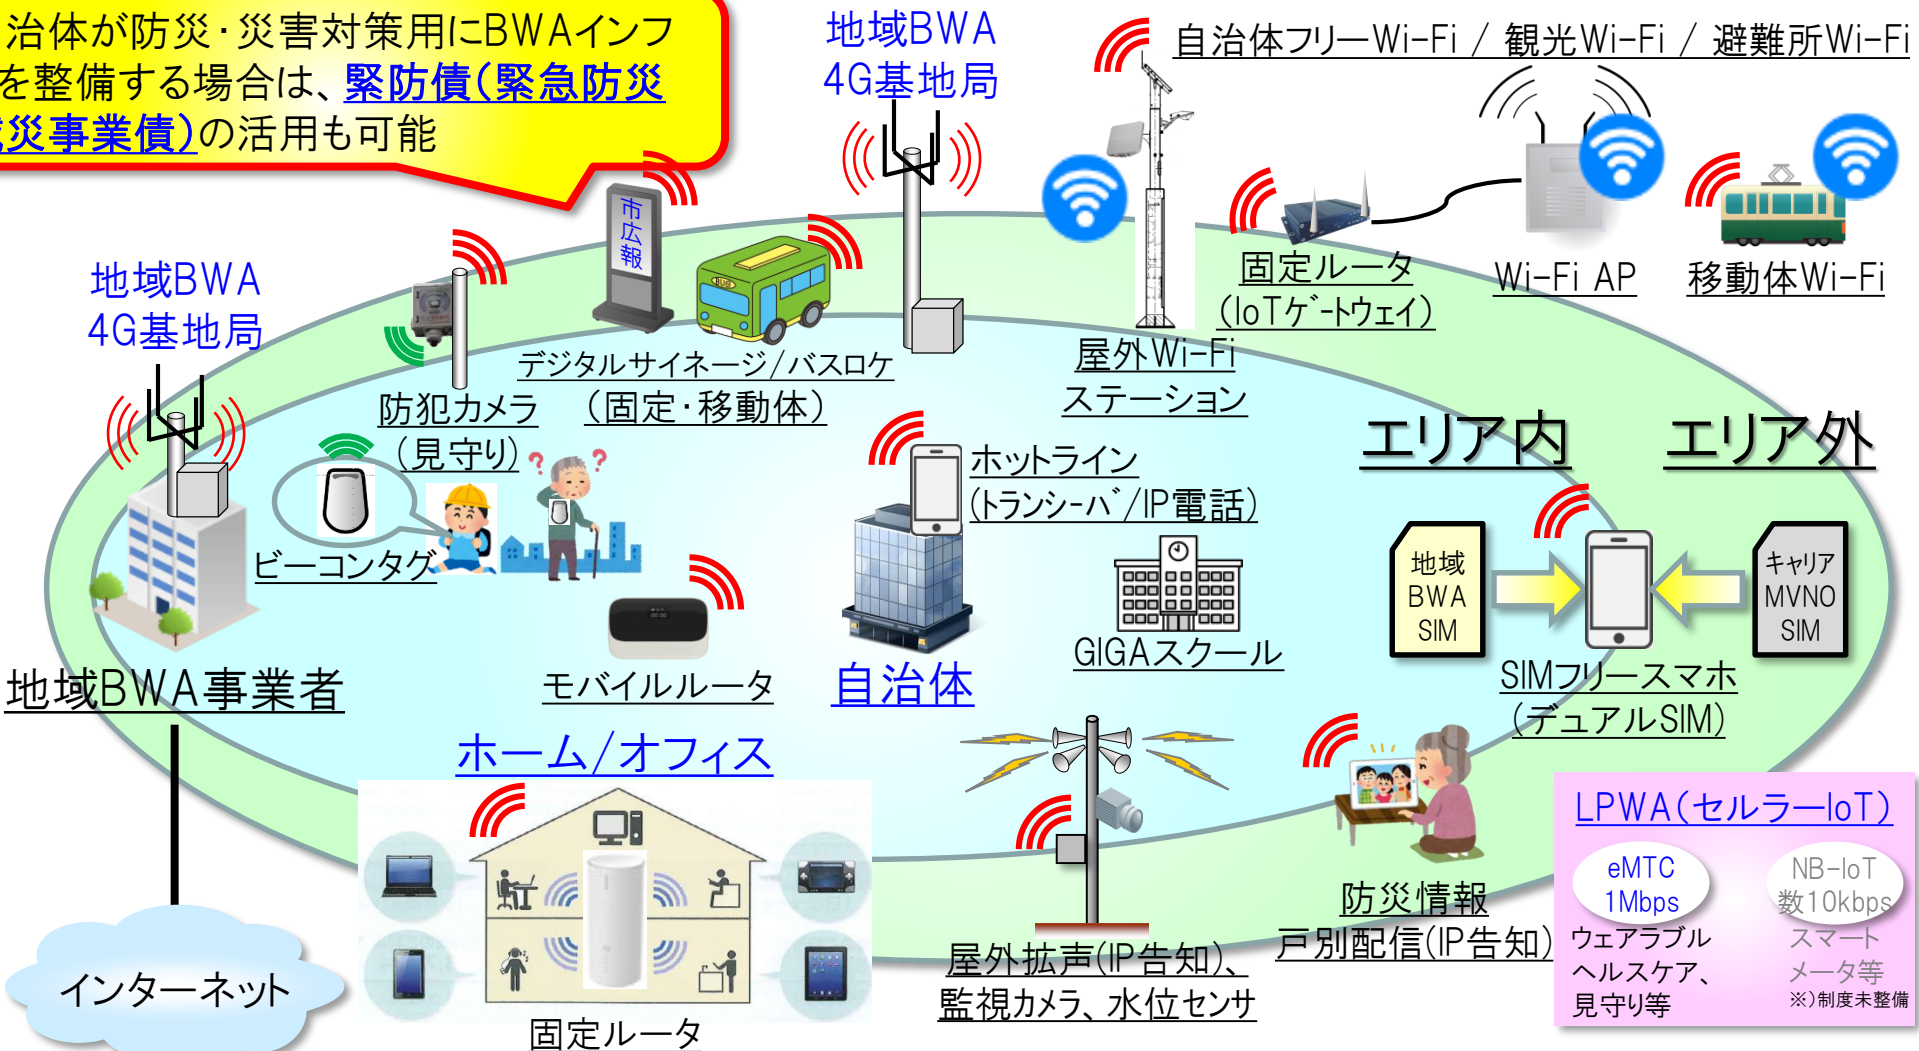 治体が防災・災害対策用にBWAインフ
を整備する場合は、緊防債(緊急防災
災事業債)の活用も可能
地域BWA
4G基地局
自治体フリーWi-Fi / 観光Wi-Fi / 避難所Wi-Fi
市広報
BUS
地域BWA
4G基地局
固定ルータ
(IoTゲートウェイ)
Wi-Fi AP
移動体Wi-Fi
デジタルサイネージ/バスロケ
(固定・移動体)
屋外Wi-Fi
ステーション
防犯カメラ
(見守り)
ホットライン
(トランシーバ/IP電話)
エリア内
エリア外
ビーコンタグ
地域
BWA
SIM
キャリア
MVNO
SIM
GIGAスクール
地域BWA事業者
モバイルルータ
自治体
SIMフリースマホ
(デュアルSIM)
ホーム/オフィス
LPWA(セルラーIoT)
eMTC
1Mbps
ウェアラブル
ヘルスケア、
見守り等
NB-IoT
数10kbps
スマート
メータ等
※)制度未整備
防災情報
戸別配信(IP告知)
屋外拡声(IP告知)、
監視カメラ、水位センサ
インターネット
固定ルータ